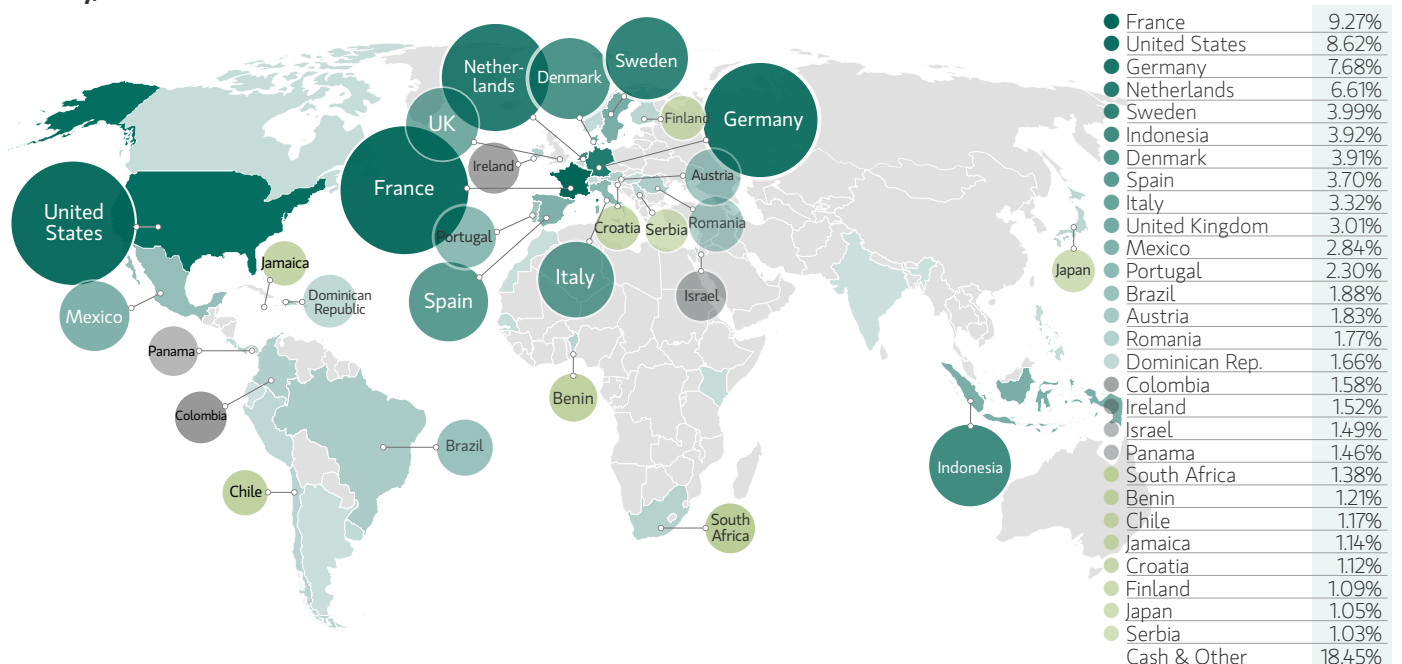 Nether-
lands
Denmark
Sweden
UK
Finland
Germany
Ireland
France
Austria
United
States
Portugal
Croatia
Serbia
Romania
Jamaica
Japan
Dominican
Republic
Spain
Italy
Israel
Mexico
Panama
Benin
Colombia
Brazil
Indonesia
Chile
South
Africa
France 9.27%
United States 8.62%
Germany 7.68%
Netherlands 6.61%
Sweden 3.99%
Indonesia 3.92%
Denmark 3.91%
Spain 3.70%
Italy 3.32%
United Kingdom 3.01%
Mexico 2.84%
Portugal 2.30%
Brazil 1.88%
Austria 1.83%
Romania 1.77%
Dominican Rep. 1.66%
Colombia 1.58%
Ireland 1.52%
Israel 1.49%
Panama 1.46%
South Africa 1.38%
Benin 1.21%
Chile 1.17%
Jamaica 1.14%
Croatia 1.12%
Finland 1.09%
Japan 1.05%
Serbia 1.03%
Cash & Other 18.45%